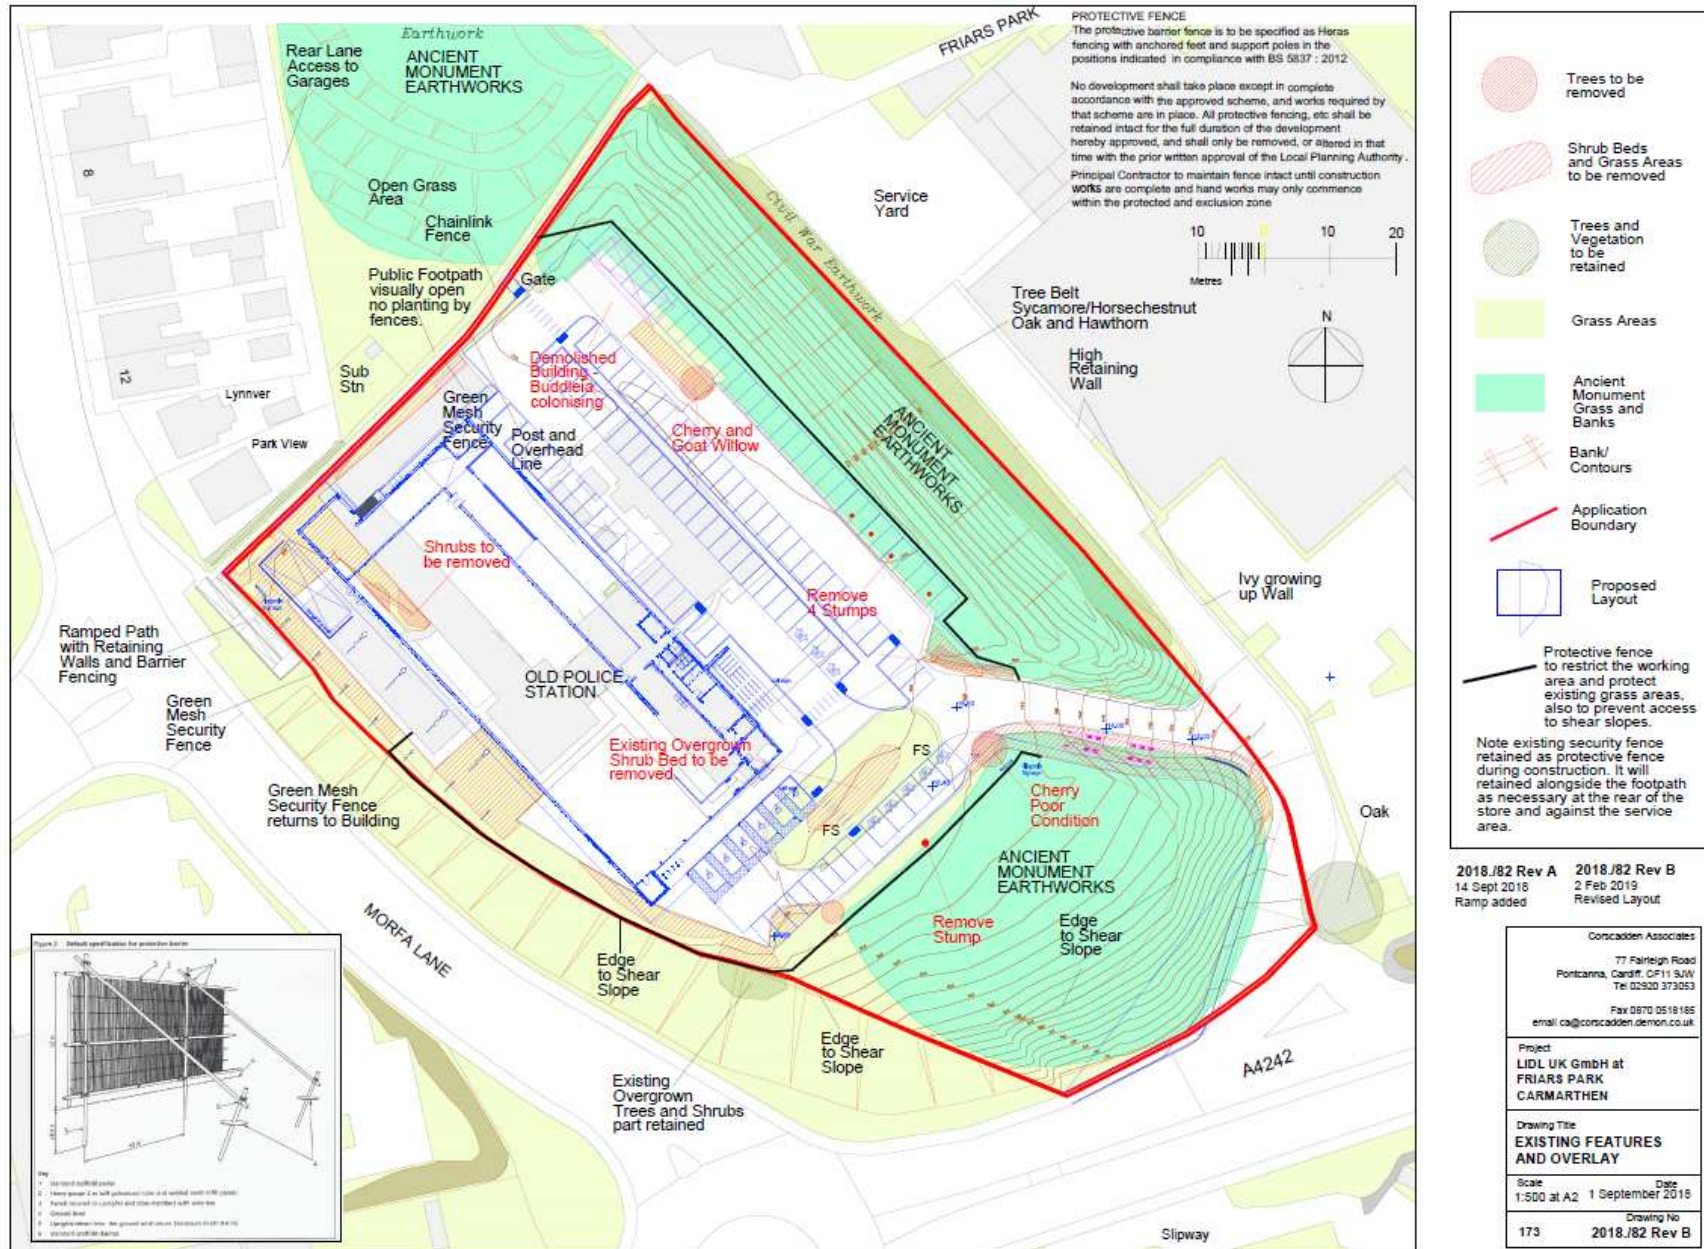 Earthwork
ANCIENT
MONUMENT
EARTHWORKS
Rear Lane
Access to
Garages
Open Grass
Area
Chainlink
Fence
Public Footpath
visually open
no planting by
fences.
Gate
8
12
Sub
Stn
Lynnver
Park View
Green
Mesh
Security
Fence
Post and
Overhead
Line
Demolished
Building -
Buddleia
colonising
Cherry and
Goat Willow
Civil War Earthwork
ANCIENT
MONUMENT
EARTHWORKS
FRIARS PARK
Service
Yard
PROTECTIVE FENCE
The protective barrier fence is to be specified as Heras
fencing with anchored feet and support poles in the
positions indicated in compliance with BS 5837 : 2012
No development shall take place except in complete
accordance with the approved scheme, and works required by
that scheme are in place. All protective fencing, etc shall be
retained intact for the full duration of the development
hereby approved, and shall only be removed, or altered in that
time with the prior written approval of the Local Planning Authority .
Principal Contractor to maintain fence intact until construction
works are complete and hand works may only commence
within the protected and exclusion zone
10 0 10 20
Metres
N
Tree Belt
Sycamore/Horsechestnut
Oak and Hawthorn
High
Retaining
Wall
Ivy growing
up Wall
Shrubs to
be removed
Remove
4 Stumps
OLD POLICE
STATION
Existing Overgrown
Shrub Bed to be
removed
FS
FS
Cherry
Poor
Condition
ANCIENT
MONUMENT
EARTHWORKS
Remove
Stump
Edge
to Shear
Slope
Oak
Ramped Path
with Retaining
Walls and Barrier
Fencing
Green
Mesh
Security
Fence
Green Mesh
Security Fence
returns to Building
MORFA LANE
Edge
to Shear
Slope
Edge
to Shear
Slope
Existing
Overgrown
Trees and Shrubs
part retained
A4242
Slipway
Figure 2 Default specification for protective barrier
Key
1 Standard scaffold poles
4 Ground level
Trees to be
removed
Shrub Beds
and Grass Areas
to be removed
Trees and
Vegetation
to be
retained
Grass Areas
Ancient
Monument
Grass and
Banks
Bank/
Contours
Application
Boundary
Proposed
Layout
Protective fence
to restrict the working
area and protect
existing grass areas,
also to prevent access
to shear slopes.
Note existing security fence
retained as protective fence
during construction. It will
retained alongside the footpath
as necessary at the rear of the
store and against the service
area.
2018./82 Rev A
14 Sept 2018
Ramp added
2018./82 Rev B
2 Feb 2019
Revised Layout
Corscadden Associates
77 Fairleigh Road
Pontcanna, Cardiff. CF11 9JW
Tel 02920 373053
Fax 0870 0518185
email ca@corscadden.demon.co.uk
Project
LIDL UK GmbH at
FRIARS PARK
CARMARTHEN
Drawing Title
EXISTING FEATURES
AND OVERLAY
Scale
1:500 at A2
Date
1 September 2018
173
Drawing No
2018./82 Rev B